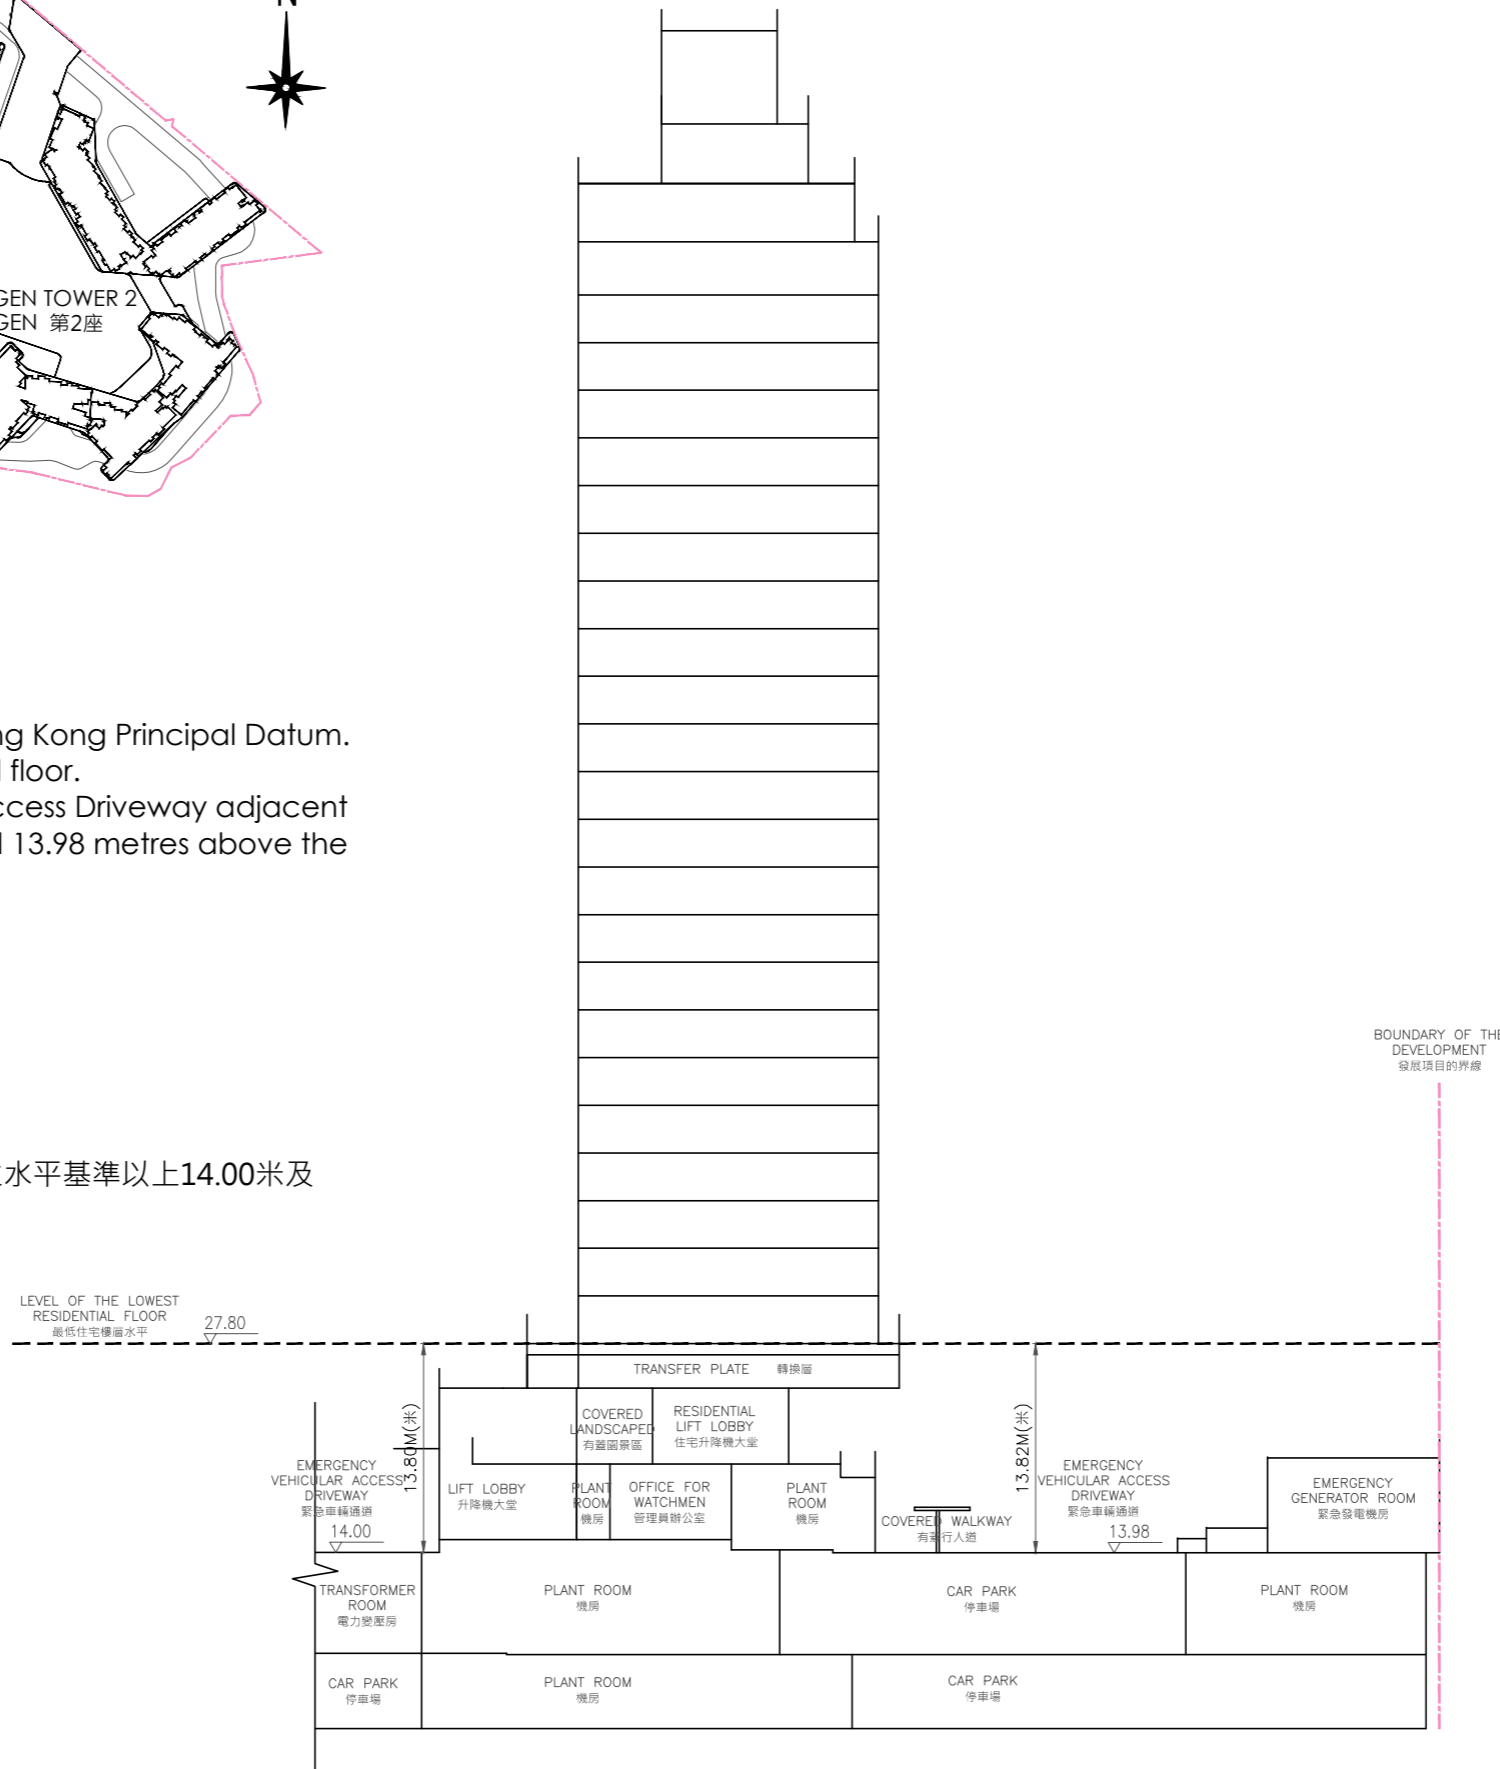 N
GEN TOWER 2
GEN 第2座
ng Kong Principal Datum.
floor.
ccess Driveway adjacent
13.98 metres above the
水平基準以上14.00米及
BOUNDARY OF THE
DEVELOPMENT
發展項目的界線
LEVEL OF THE LOWEST
RESIDENTIAL FLOOR
最低住宅樓層水平
27.80
TRANSFER PLATE 轉換層
COVERED
LANDSCAPED
有蓋園景區
RESIDENTIAL
LIFT LOBBY
住宅升降機大堂
13.80M(米)
13.82M(米)
EMERGENCY
VEHICULAR ACCESS
DRIVEWAY
緊急車輛通道
14.00
LIFT LOBBY
升降機大堂
PLANT
ROOM
機房
OFFICE FOR
WATCHMEN
管理員辦公室
PLANT
ROOM
機房
COVERED WALKWAY
有蓋行人道
EMERGENCY
VEHICULAR ACCESS
DRIVEWAY
緊急車輛通道
13.98
EMERGENCY
GENERATOR ROOM
緊急發電機房
TRANSFORMER
ROOM
電力變壓房
PLANT ROOM
機房
CAR PARK
停車場
PLANT ROOM
機房
CAR PARK
停車場
PLANT ROOM
機房
CAR PARK
停車場